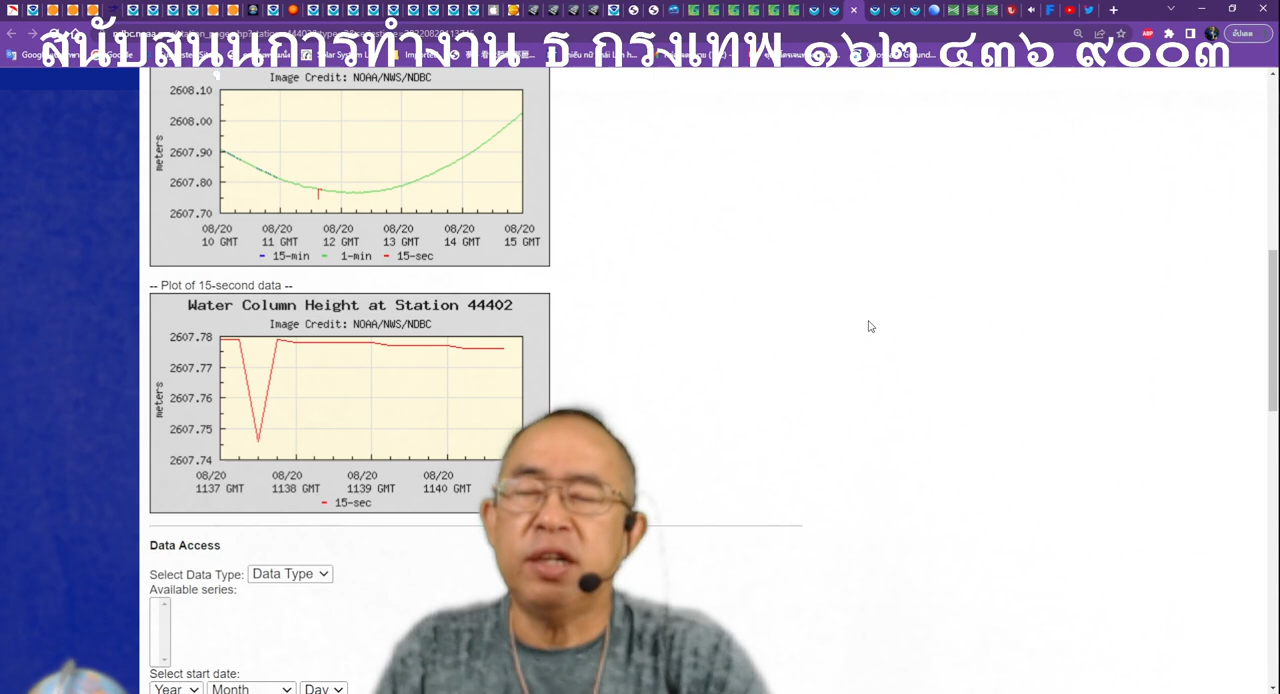 สนับสนุนการทำงาน ธ กรุงเทพ ๑๖๒ ๔๓๖ ๙๐๐๓
Image Credit: NOAA/NWS/NDBC
2608.10
2608.00
2607.90
2607.80
2607.70
meters
08/20 08/20 08/20 08/20 08/20 08/20
10 GMT 11 GMT 12 GMT 13 GMT 14 GMT 15 GMT
15-min 1-min 15-sec
-- Plot of 15-second data --
Water Column Height at Station 44402
Image Credit: NOAA/NWS/NDBC
2607.78
2607.77
2607.76
2607.75
2607.74
meters
08/20 08/20 08/20 08/20
1137 GMT 1138 GMT 1139 GMT 1140 GMT
15-sec
Data Access
Select Data Type: Data Type
Available series:
Select start date:
Year Month Day